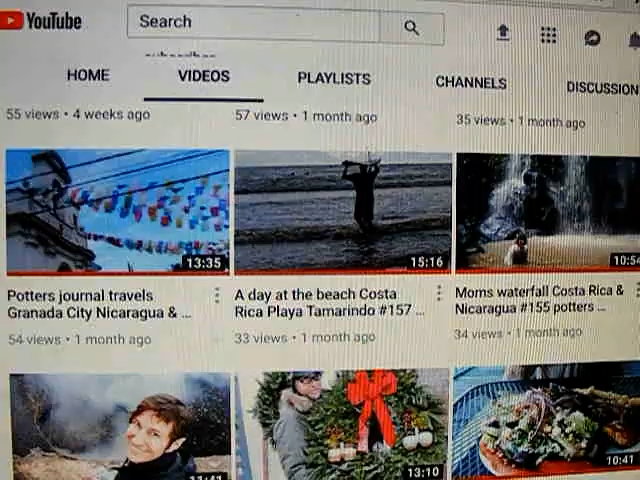 YouTube
Search
HOME
VIDEOS
PLAYLISTS
CHANNELS
DISCUSSION
55 views • 4 weeks ago
57 views • 1 month ago
35 views • 1 month ago
13:35
15:16
10:54
Potters journal travels
Granada City Nicaragua & ...
54 views • 1 month ago
A day at the beach Costa
Rica Playa Tamarindo #157 ...
33 views • 1 month ago
Moms waterfall Costa Rica &
Nicaragua #155 potters ...
34 views • 1 month ago
13:10
10:41